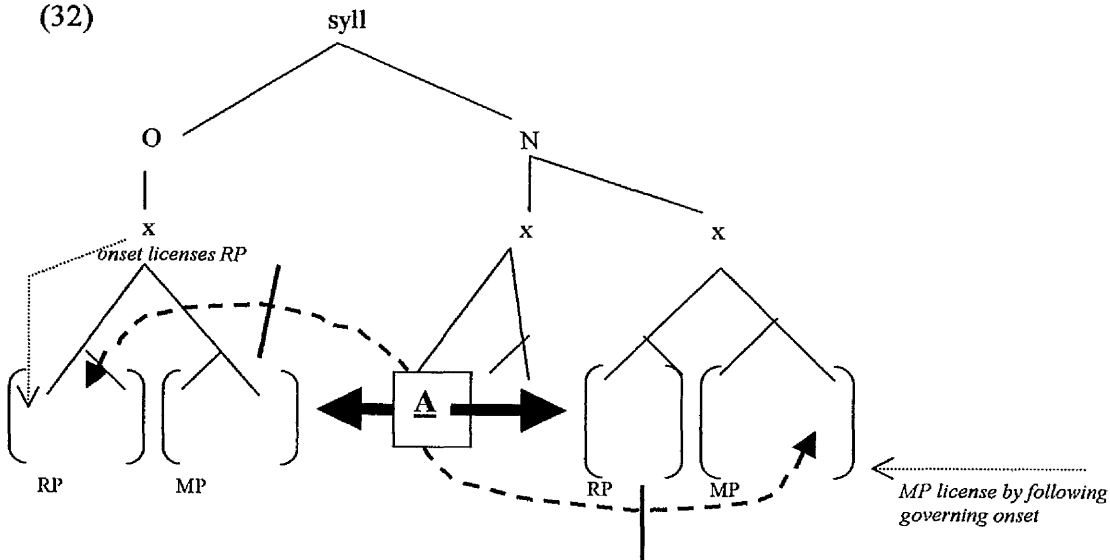 (32)
syll
O N
x x x
onset licenses RP
A
RP MP RP MP
MP license by following
governing onset